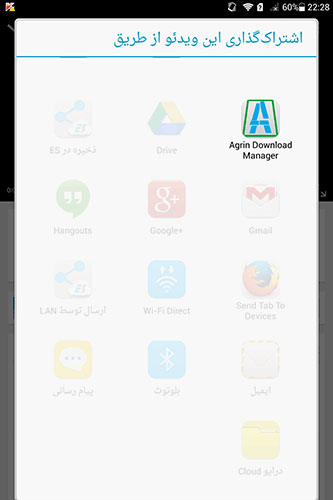 60% 22:28
اشتراک‌گذاری این ویدئو از طریق
Agrin Download
Manager
Drive
ذخیره در ES
Gmail
Google+
Hangouts
Send Tab To
Devices
Wi-Fi Direct
ارسال توسط LAN
ایمیل
بلوتوث
پیام رسانی
درایو Cloud